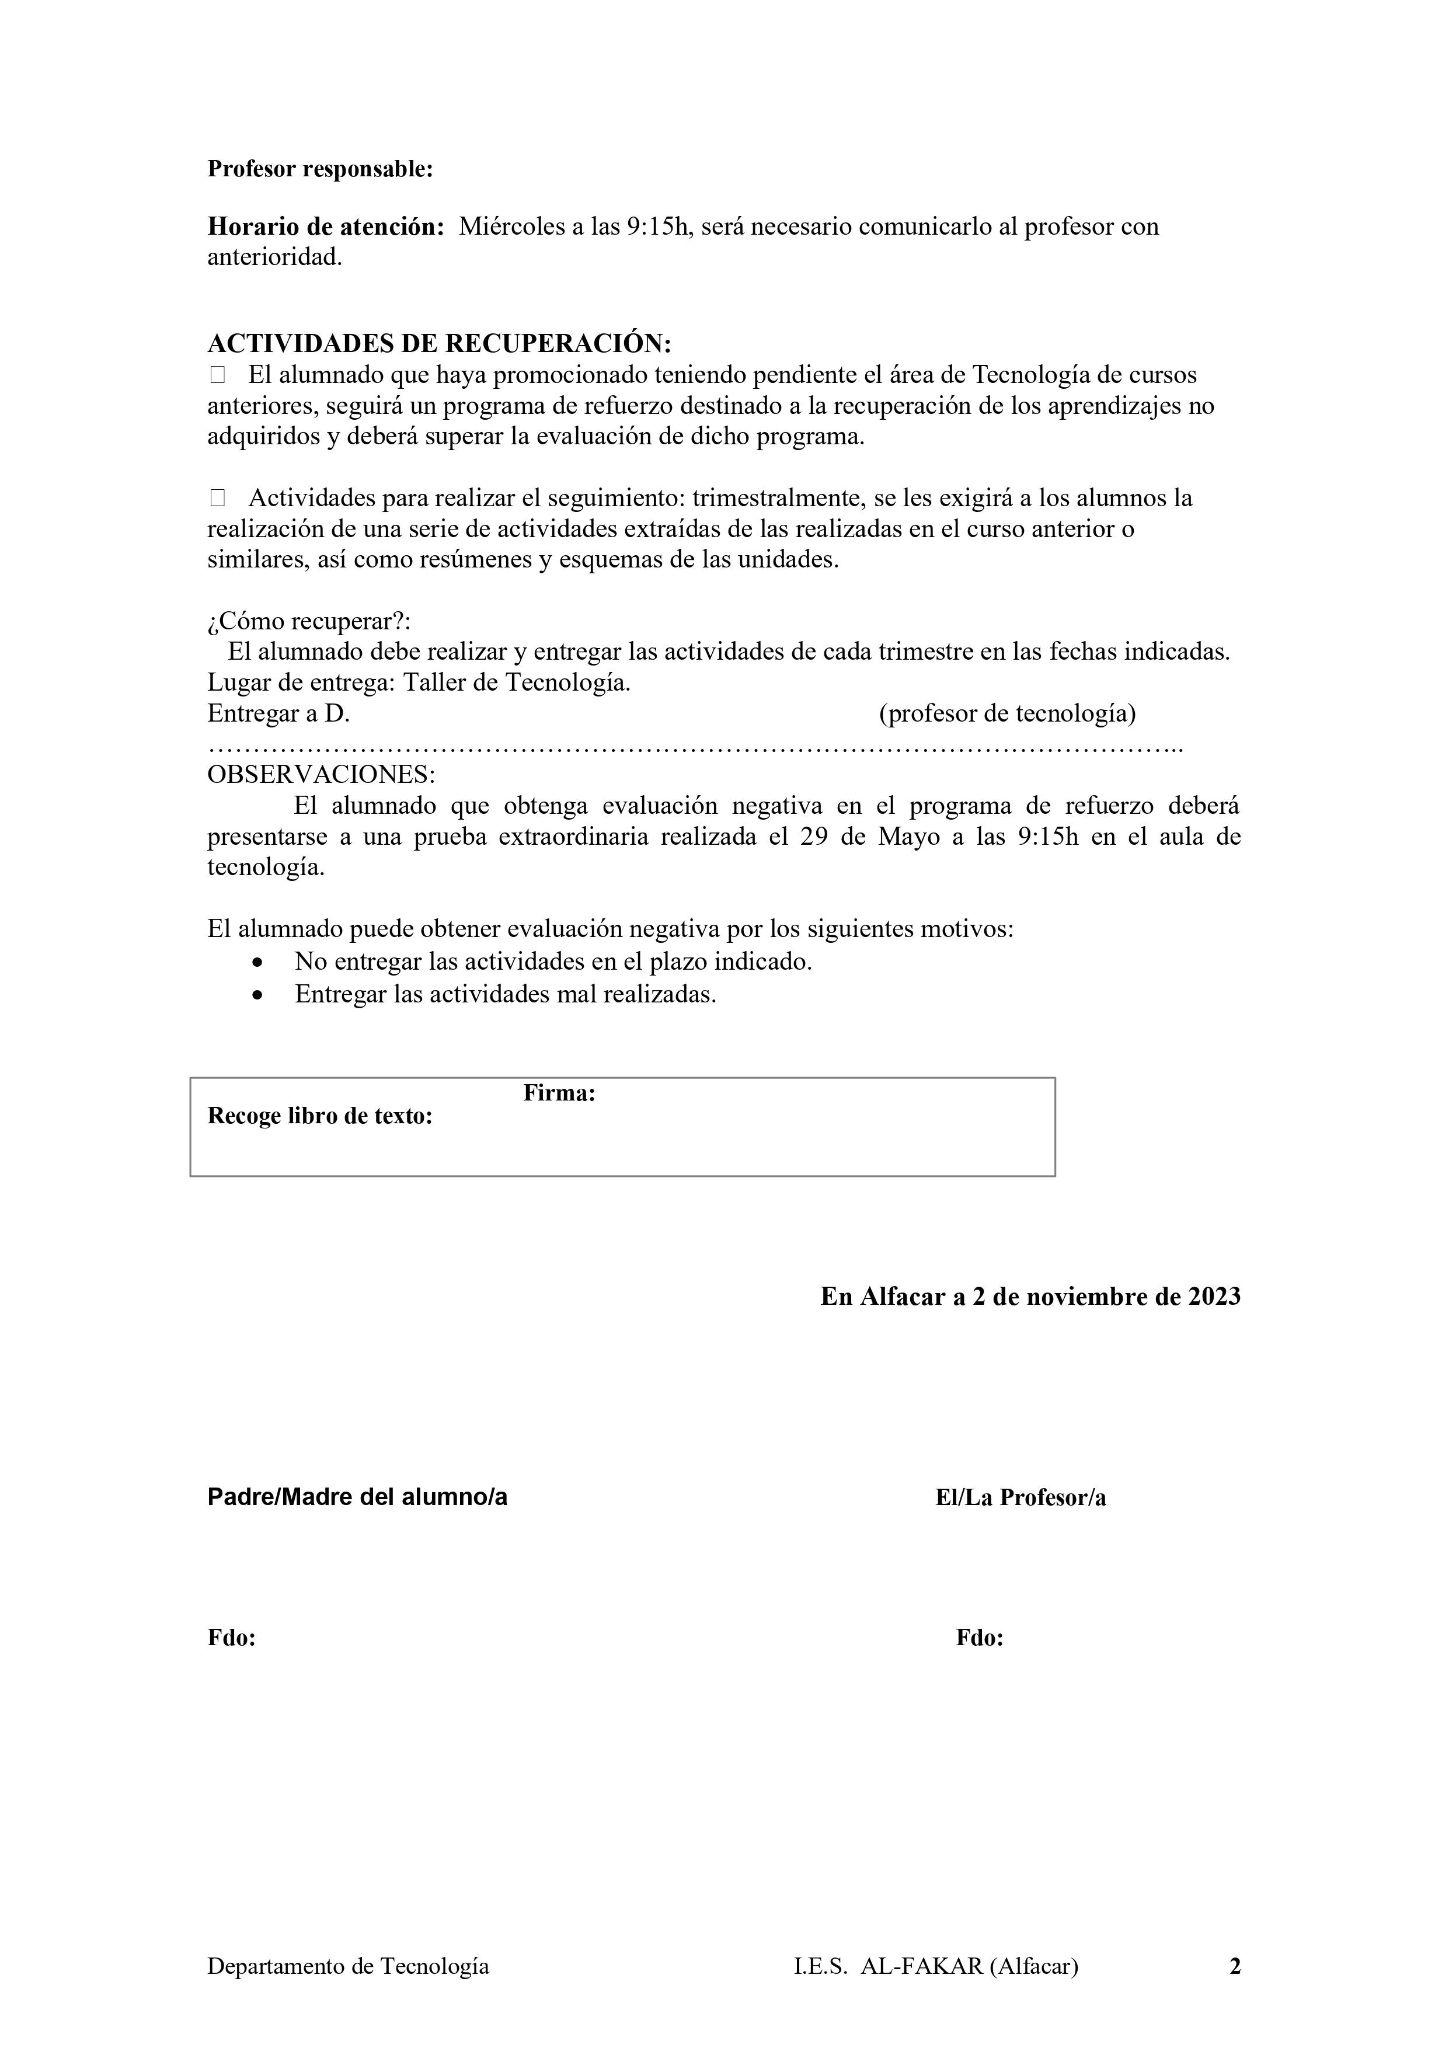 Profesor responsable:
Horario de atención: Miércoles a las 9:15h, será necesario comunicarlo al profesor con
anterioridad.
ACTIVIDADES DE RECUPERACIÓN:
□ El alumnado que haya promocionado teniendo pendiente el área de Tecnología de cursos
anteriores, seguirá un programa de refuerzo destinado a la recuperación de los aprendizajes no
adquiridos y deberá superar la evaluación de dicho programa.
□ Actividades para realizar el seguimiento: trimestralmente, se les exigirá a los alumnos la
realización de una serie de actividades extraídas de las realizadas en el curso anterior o
similares, así como resúmenes y esquemas de las unidades.
¿Cómo recuperar?:
El alumnado debe realizar y entregar las actividades de cada trimestre en las fechas indicadas.
Lugar de entrega: Taller de Tecnología.
Entregar a D. (profesor de tecnología)
………………………………………………………………………………………………..
OBSERVACIONES:
El alumnado que obtenga evaluación negativa en el programa de refuerzo deberá
presentarse a una prueba extraordinaria realizada el 29 de Mayo a las 9:15h en el aula de
tecnología.
El alumnado puede obtener evaluación negativa por los siguientes motivos:
• No entregar las actividades en el plazo indicado.
• Entregar las actividades mal realizadas.
Firma:
Recoge libro de texto:
En Alfacar a 2 de noviembre de 2023
Padre/Madre del alumno/a El/La Profesor/a
Fdo: Fdo:
Departamento de Tecnología I.E.S. AL-FAKAR (Alfacar) 2